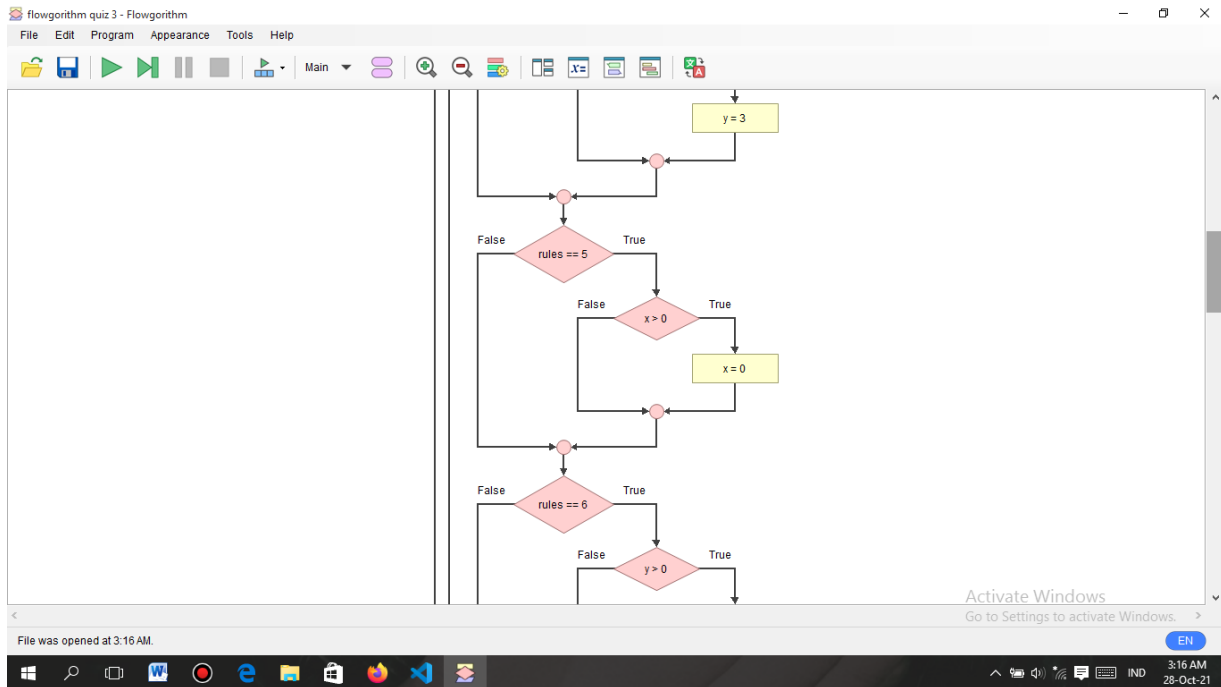 flowgorithm quiz 3 - Flowgorithm
File Edit Program Appearance Tools Help
Main
x=
文
A
y = 3
False
True
rules == 5
False
True
x > 0
x = 0
False
True
rules == 6
False
True
y > 0
Activate Windows
Go to Settings to activate Windows.
File was opened at 3:16 AM.
EN
IND
3:16 AM
28-Oct-21